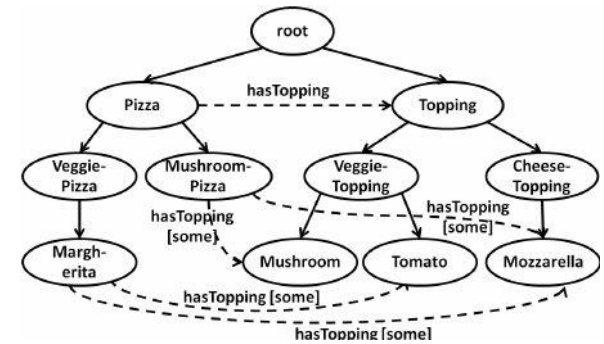 root
hasTopping
Pizza
Topping
Veggie-
Pizza
Mushroom-
Pizza
Veggie-
Topping
Cheese-
Topping
hasTopping
[some]
hasTopping
[some]
Margh-
erita
Mushroom
Tomato
Mozzarella
hasTopping [some]
hasTopping [some]